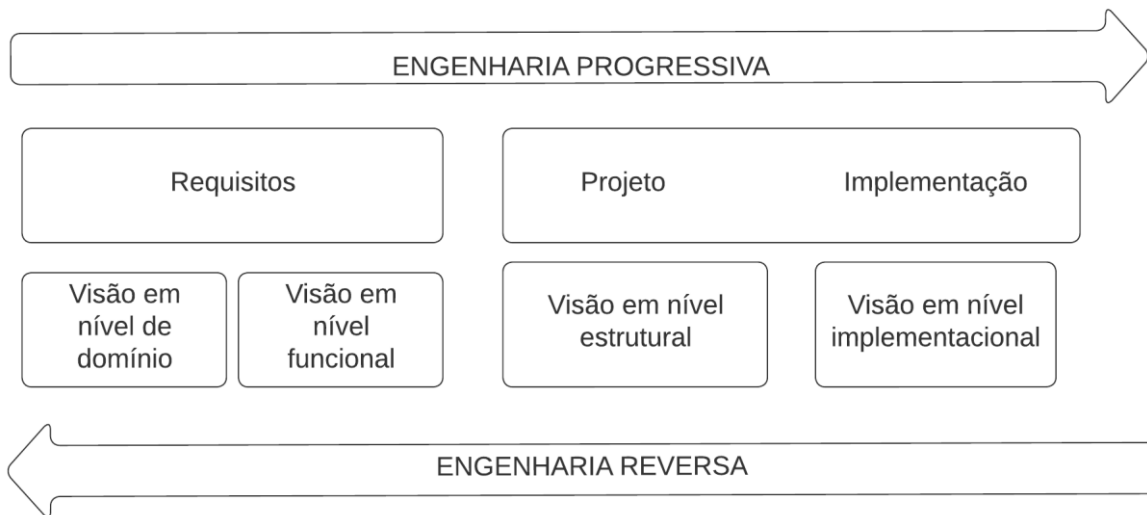 ENGENHARIA PROGRESSIVA
Requisitos
Projeto
Implementação
Visão em
nível de
domínio
Visão em
nível
funcional
Visão em nível
estrutural
Visão em nível
implementacional
ENGENHARIA REVERSA